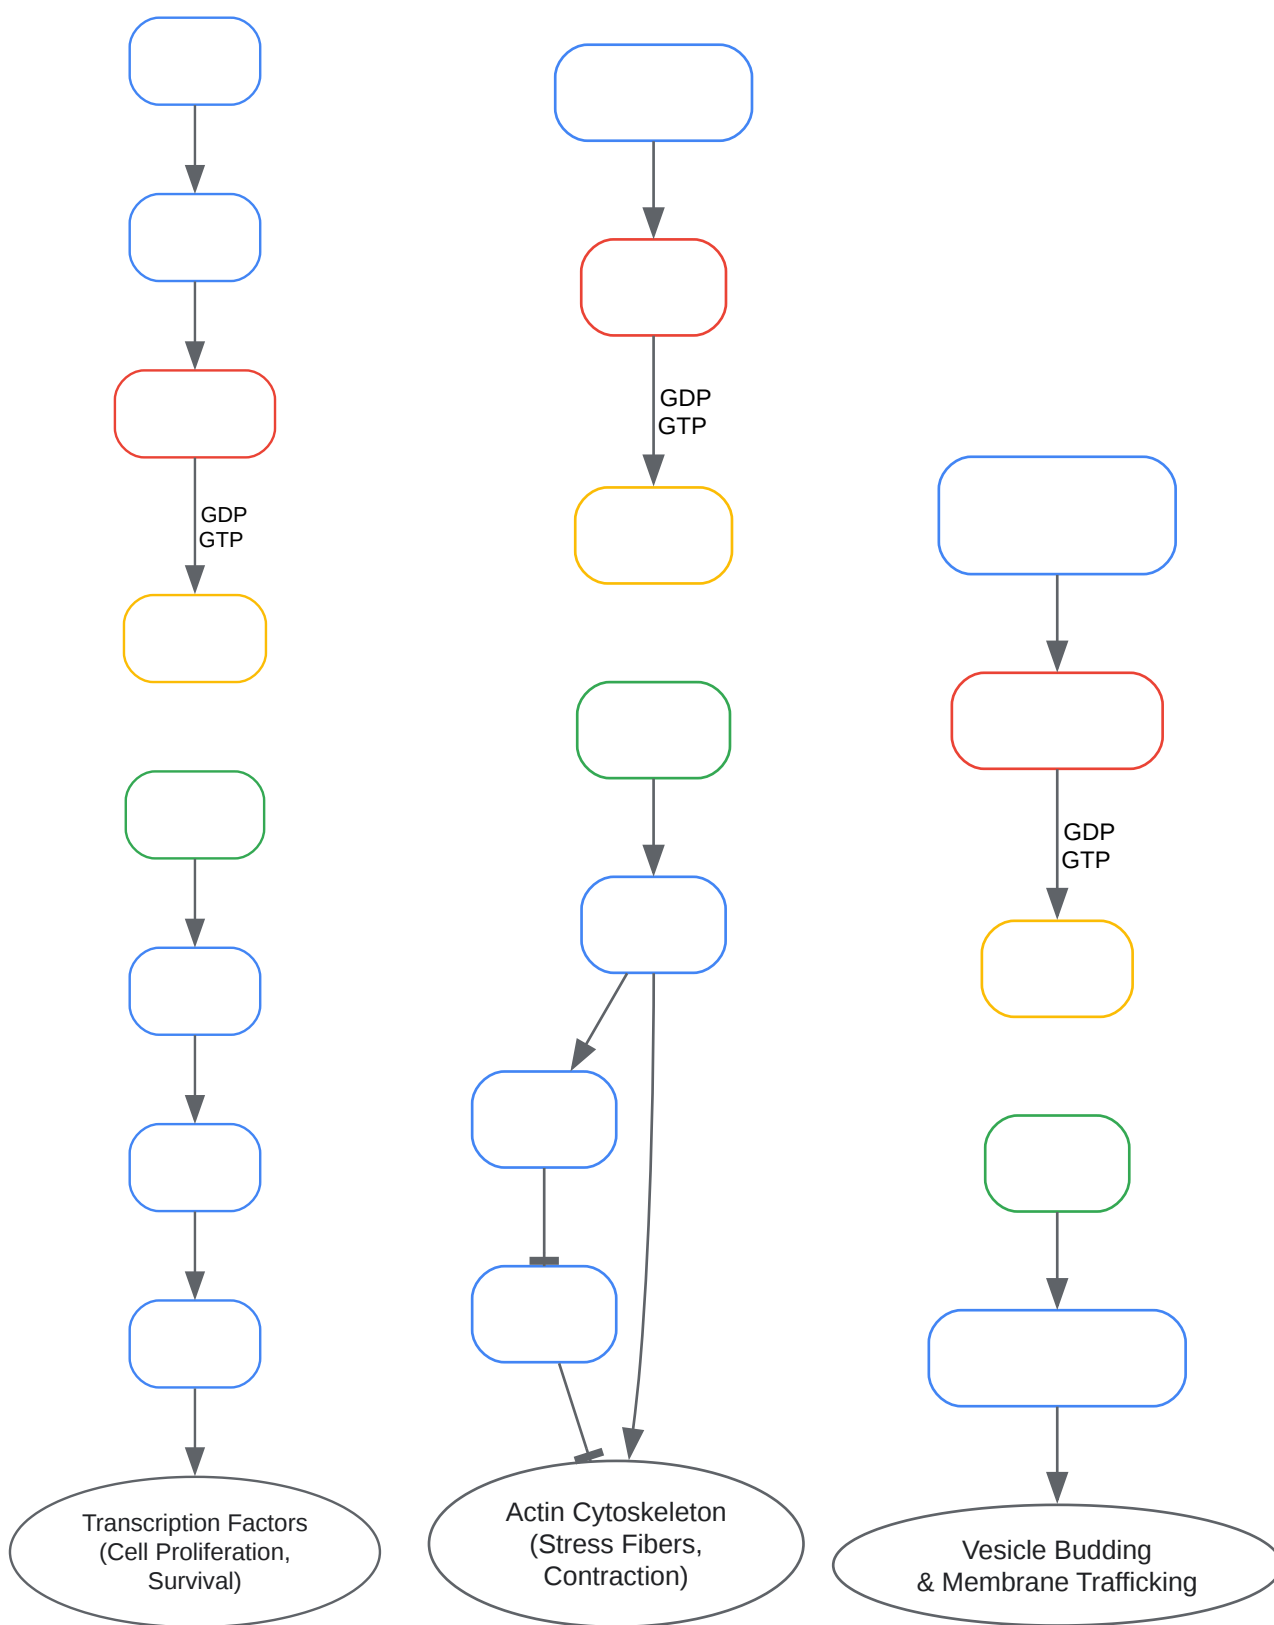 GDP
GTP
GDP
GTP
GDP
GTP
Transcription Factors
(Cell Proliferation,
Survival)
Actin Cytoskeleton
(Stress Fibers,
Contraction)
Vesicle Budding
& Membrane Trafficking